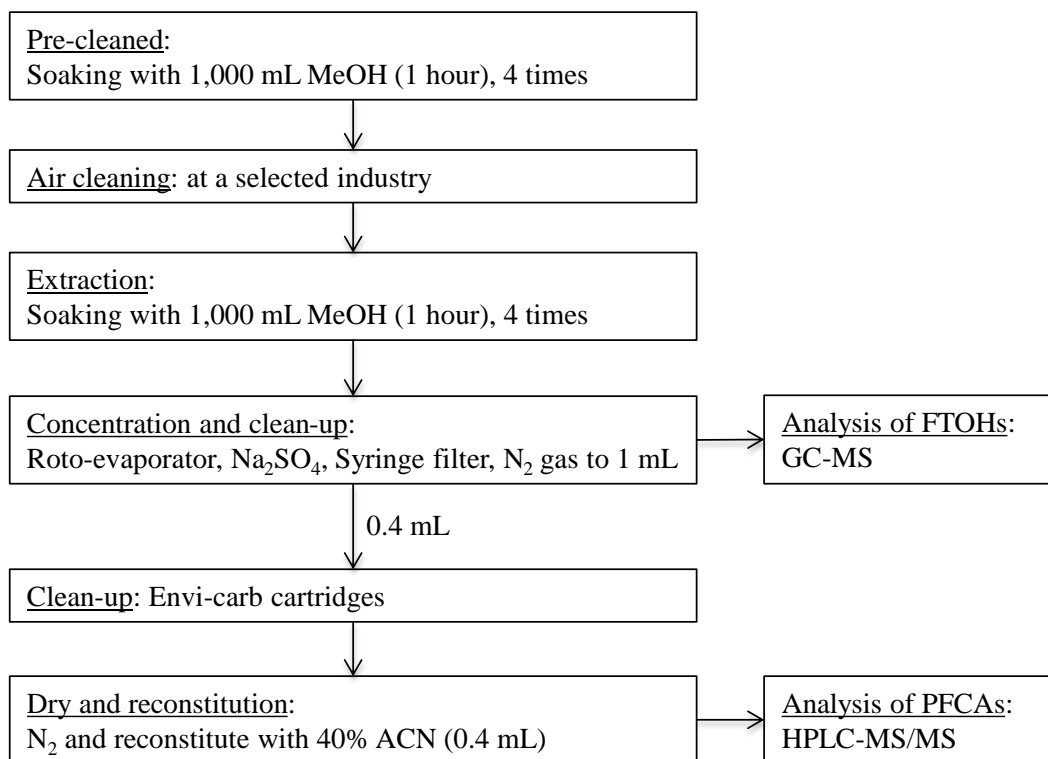 Pre-cleaned:
Soaking with 1,000 mL MeOH (1 hour), 4 times
Air cleaning: at a selected industry
Extraction:
Soaking with 1,000 mL MeOH (1 hour), 4 times
Concentration and clean-up:
Roto-evaporator, Na₂SO₄, Syringe filter, N₂ gas to 1 mL
Analysis of FTOHs:
GC-MS
0.4 mL
Clean-up: Envi-carb cartridges
Dry and reconstitution:
N₂ and reconstitute with 40% ACN (0.4 mL)
Analysis of PFCAs:
HPLC-MS/MS